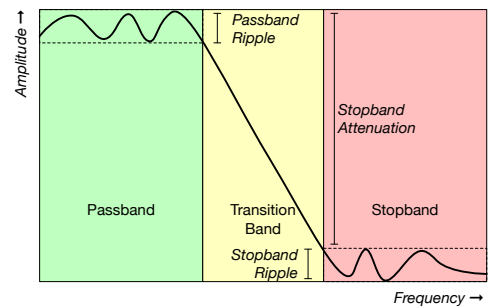 Amplitude →
Passband
Ripple
Stopband
Attenuation
Passband
Transition
Band
Stopband
Stopband
Ripple
Frequency →